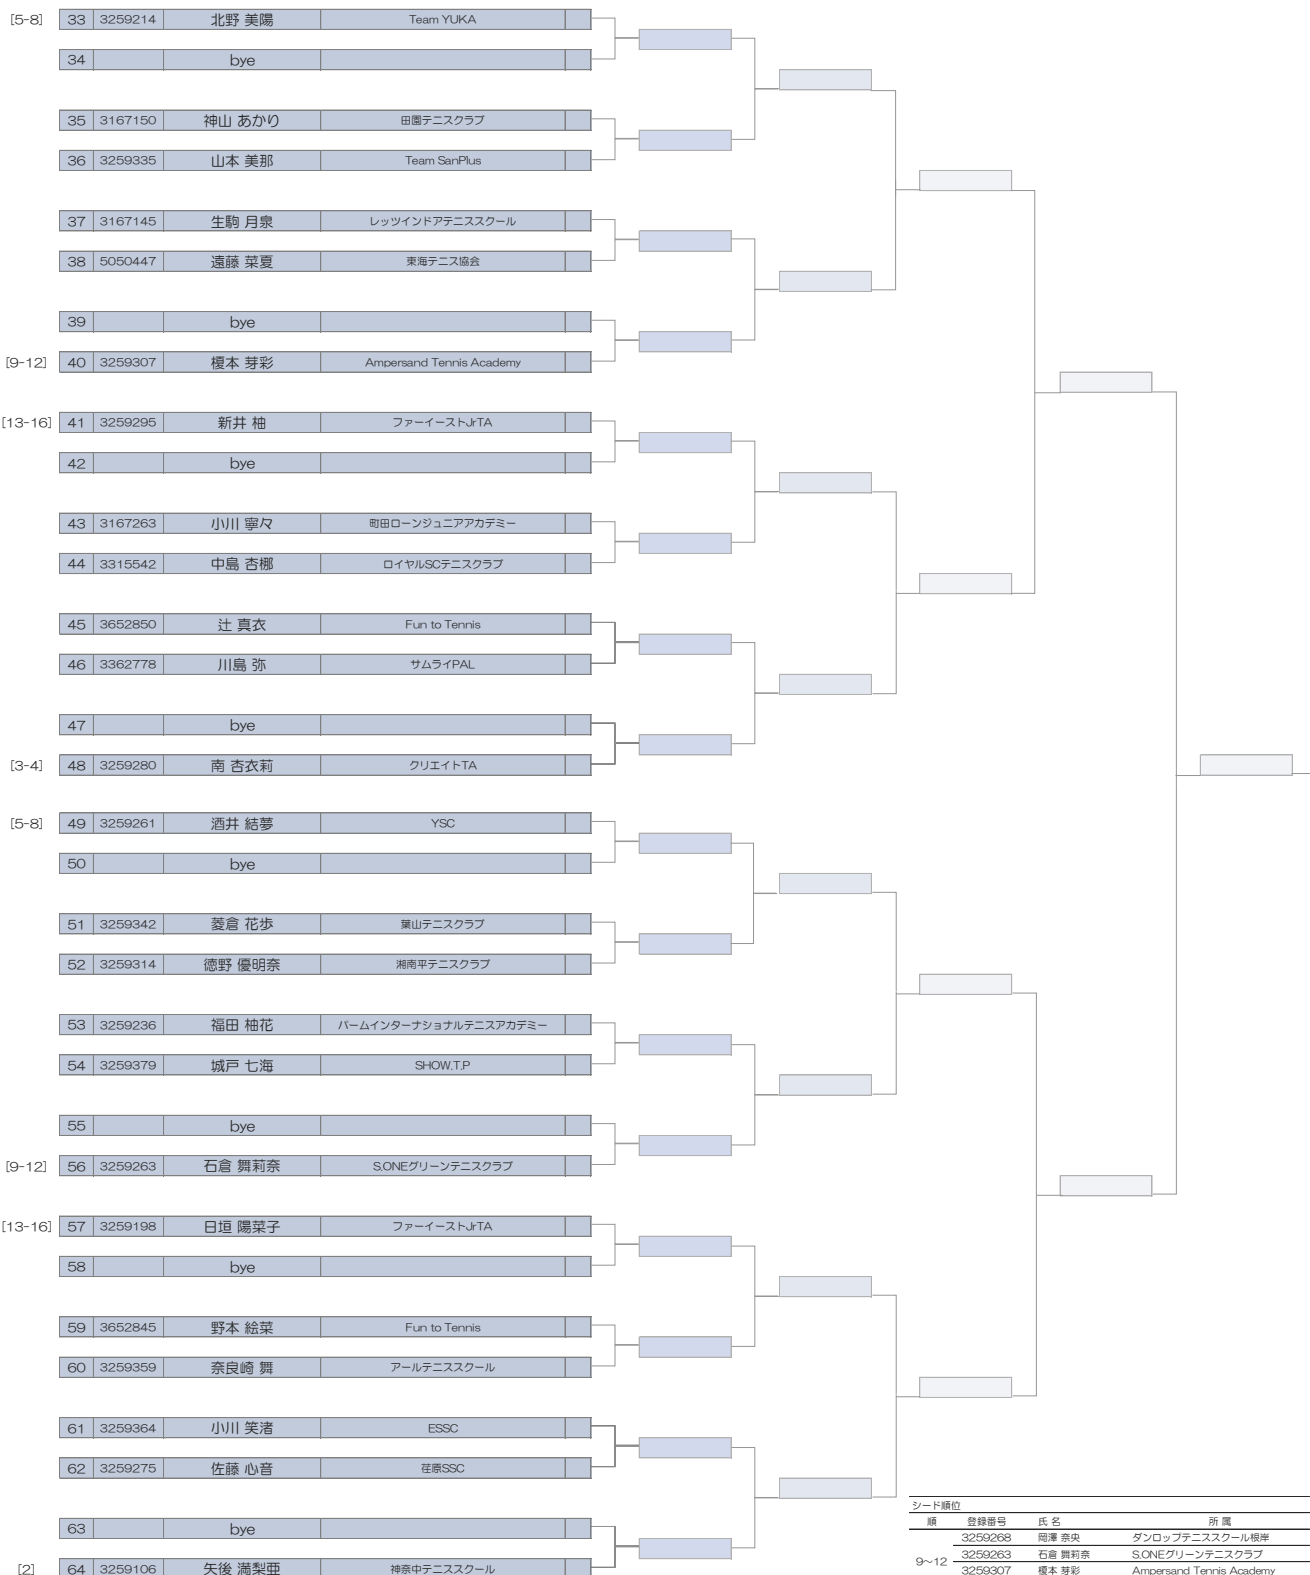 [5-8] 33 3259214 北野 美陽 Team YUKA
34 bye
35 3167150 神山 あかり 田園テニスクラブ
36 3259335 山本 美那 Team SanPlus
37 3167145 生駒 月泉 レッツインドアテニススクール
38 5050447 遠藤 菜夏 東海テニス協会
39 bye
[9-12] 40 3259307 榎本 芽彩 Ampersand Tennis Academy
[13-16] 41 3259295 新井 柚 ファーイーストJrTA
42 bye
43 3167263 小川 寧々 町田ローンジュニアアカデミー
44 3315542 中島 杏梛 ロイヤルSCテニスクラブ
45 3652850 辻 真衣 Fun to Tennis
46 3362778 川島 弥 サムライPAL
47 bye
[3-4] 48 3259280 南 杏衣莉 クリエイトTA
[5-8] 49 3259261 酒井 結夢 YSC
50 bye
51 3259342 菱倉 花歩 葉山テニスクラブ
52 3259314 徳野 優明奈 湘南平テニスクラブ
53 3259236 福田 柚花 パームインターナショナルテニスアカデミー
54 3259379 城戸 七海 SHOW.T.P
55 bye
[9-12] 56 3259263 石倉 舞莉奈 S.ONEグリーンテニスクラブ
[13-16] 57 3259198 日垣 陽菜子 ファーイーストJrTA
58 bye
59 3652845 野本 絵菜 Fun to Tennis
60 3259359 奈良崎 舞 アールテニススクール
61 3259364 小川 笑渚 ESSC
62 3259275 佐藤 心音 荏原SSC
63 bye
[2] 64 3259106 矢後 満梨亜 神奈中テニススクール
シード順位
順 登録番号 氏 名 所 属
3259268 岡澤 奈央 ダンロップテニススクール根岸
9～12 3259263 石倉 舞莉奈 S.ONEグリーンテニスクラブ
3259307 榎本 芽彩 Ampersand Tennis Academy